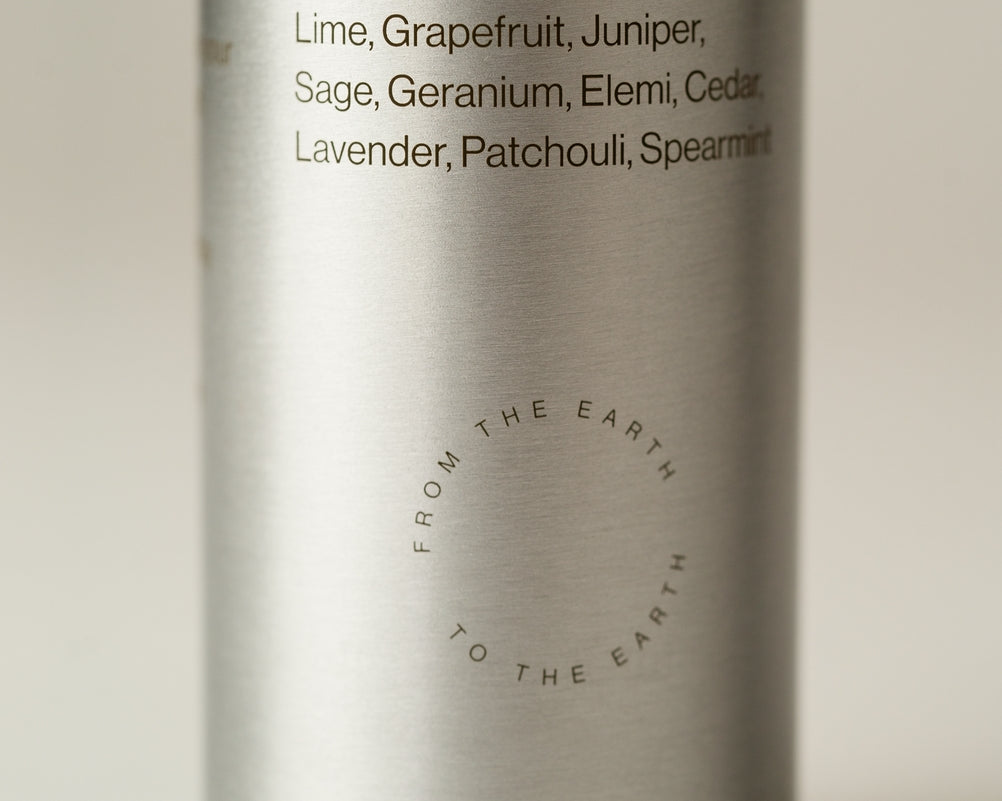 Lime, Grapefruit, Juniper,
Sage, Geranium, Elemi, Cedar,
Lavender, Patchouli, Spearmint
FROM THE EARTH
TO THE EARTH